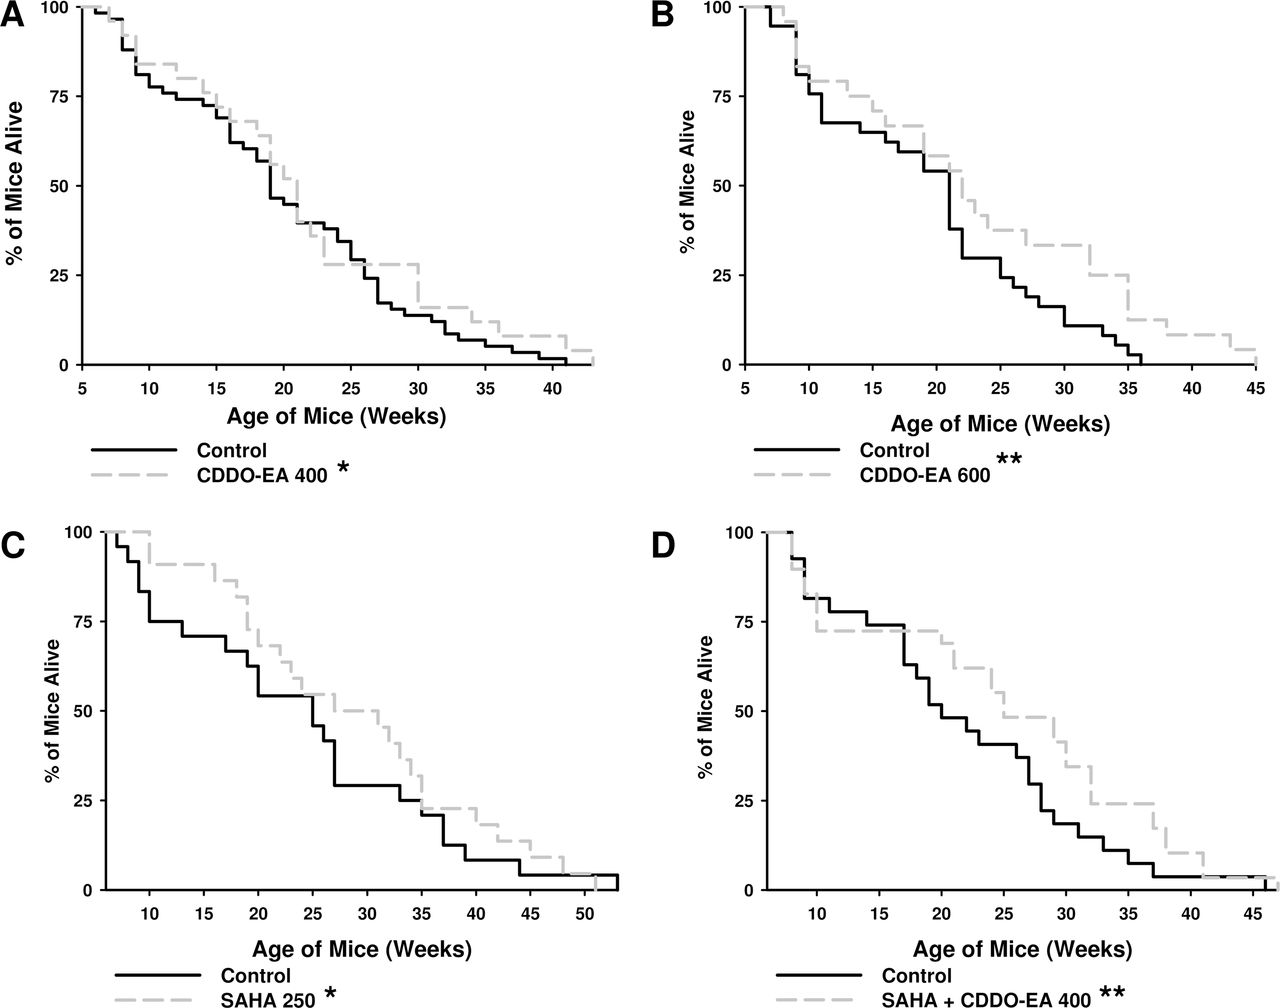 A
% of Mice Alive
100
75
50
25
0
5 10 15 20 25 30 35 40
Age of Mice (Weeks)
Control
CDDO-EA 400 *
B
% of Mice Alive
100
75
50
25
0
5 10 15 20 25 30 35 40 45
Age of Mice (Weeks)
Control
CDDO-EA 600 **
C
% of Mice Alive
100
75
50
25
0
10 15 20 25 30 35 40 45 50
Age of Mice (Weeks)
Control
SAHA 250 *
D
% of Mice Alive
100
75
50
25
0
10 15 20 25 30 35 40 45
Age of Mice (Weeks)
Control
SAHA + CDDO-EA 400 **